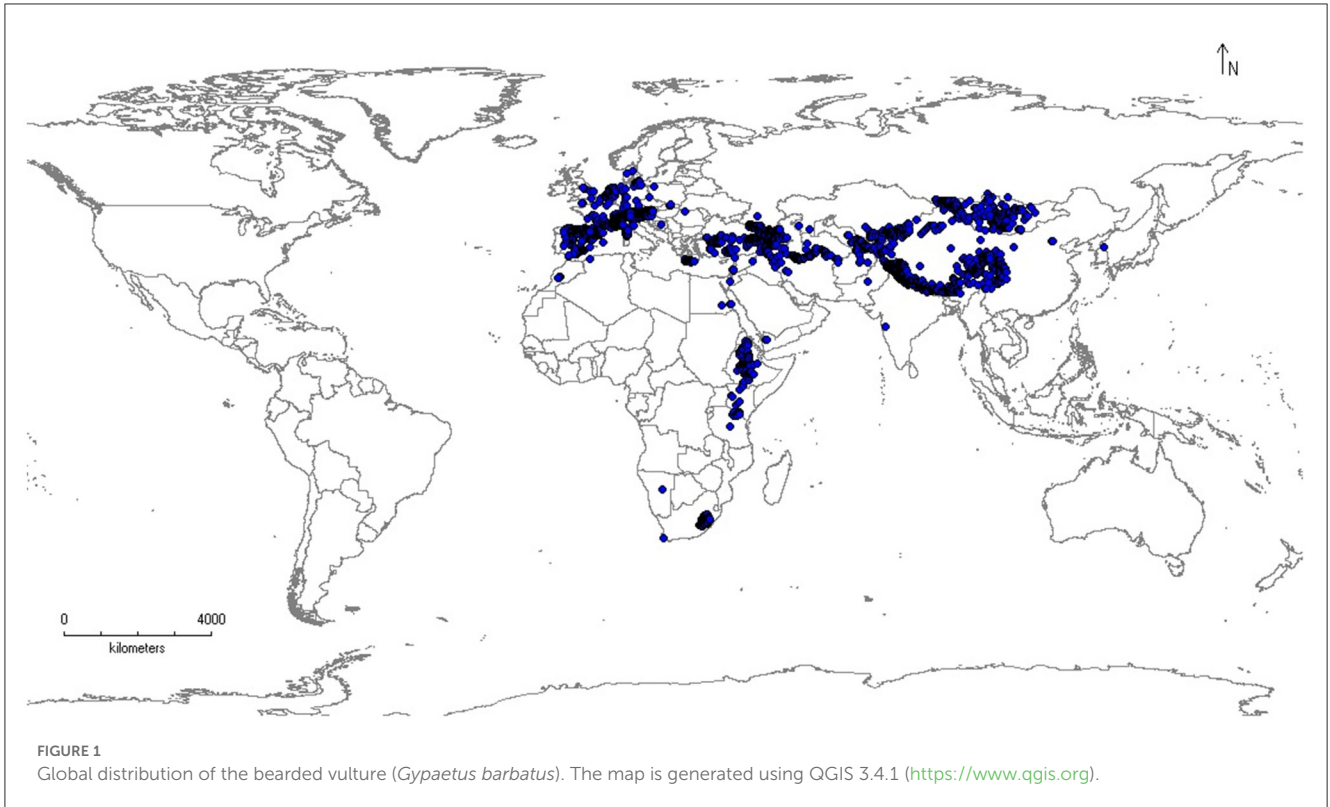 N
0 4000
kilometers
FIGURE 1
Global distribution of the bearded vulture (Gypaetus barbatus). The map is generated using QGIS 3.4.1 (https://www.qgis.org).